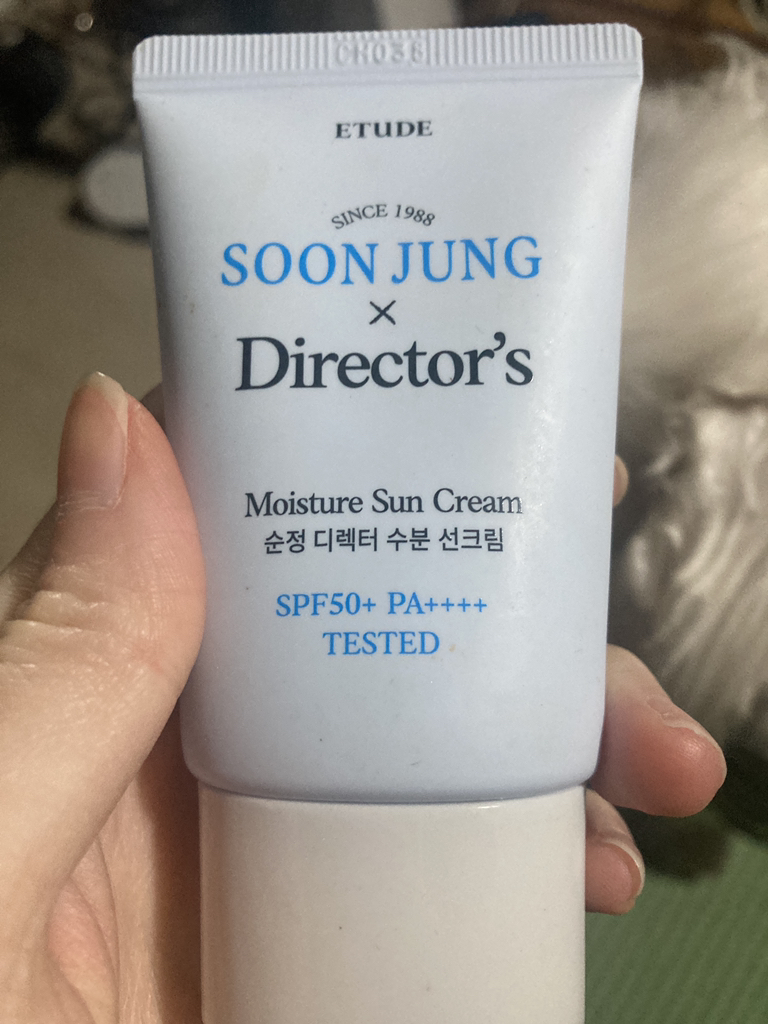 ETUDE
SINCE 1988
SOON JUNG
×
Director's
Moisture Sun Cream
순정 디렉터 수분 선크림
SPF50+ PA++++
TESTED